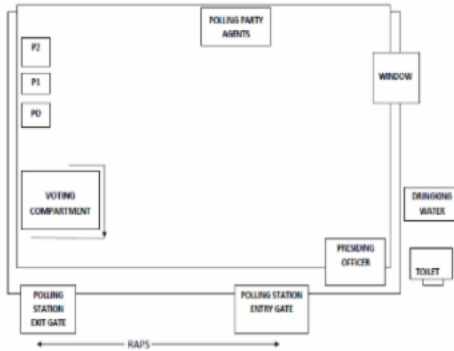 POLLING PARTY
AGENTS
P2
WINDOW
P1
PO
VOTING
COMPARTMENT
DRINGKING
WATER
PRESIDING
OFFICER
TOILET
POLLING
STATION
EXIT GATE
POLLING STATION
ENTRY GATE
RAPS